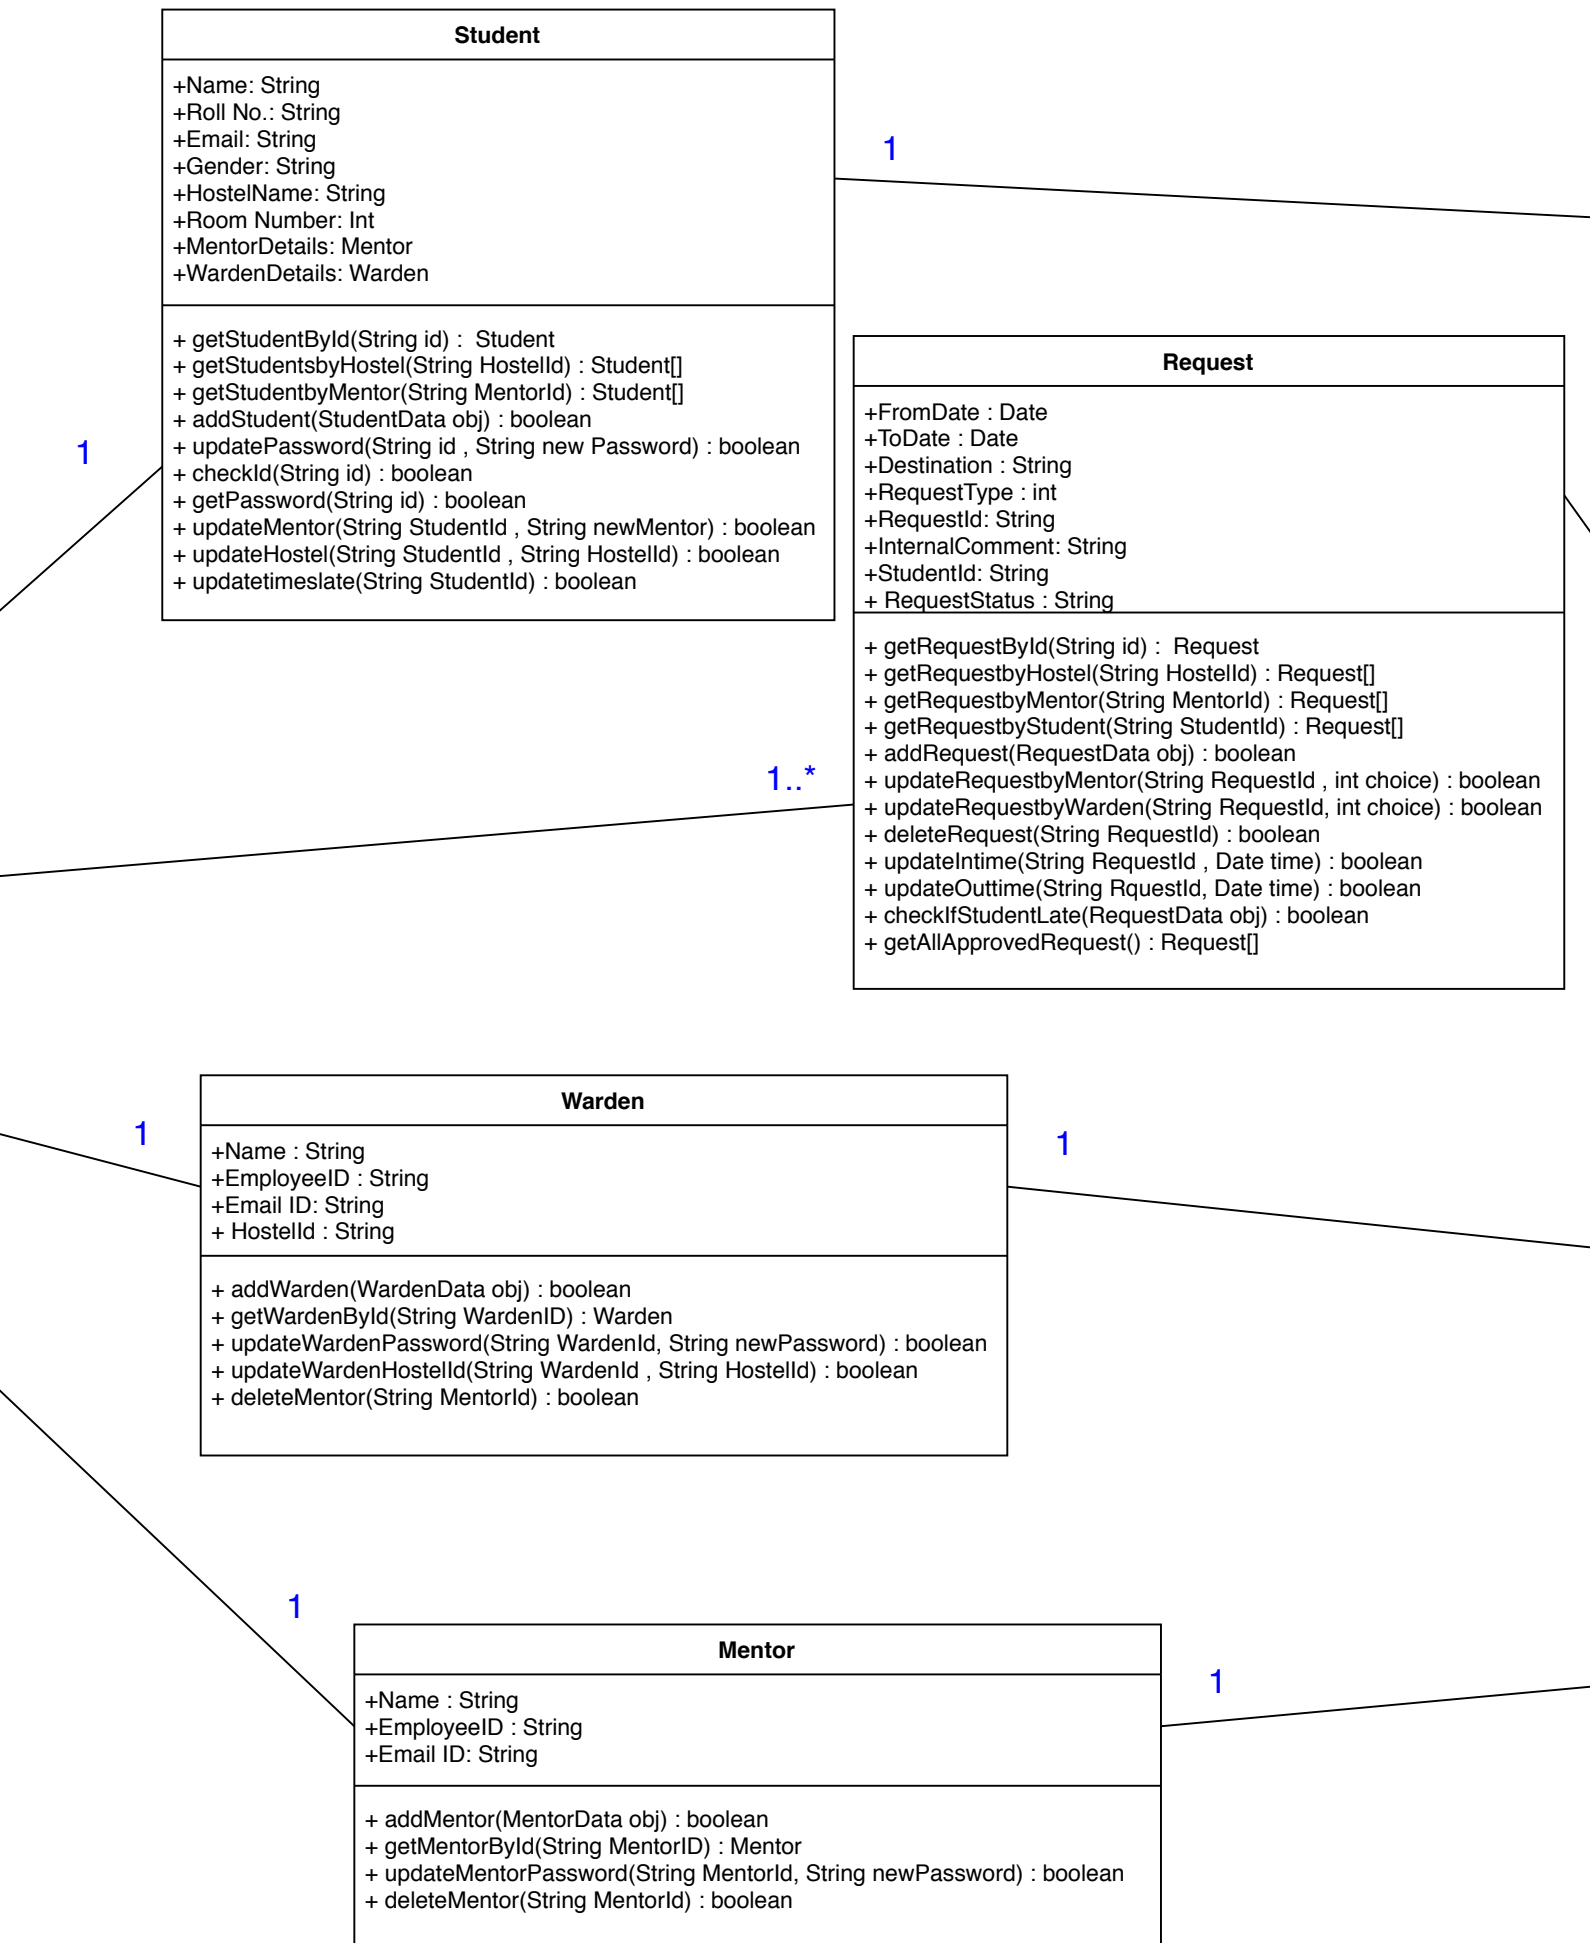 Student
+Name: String
+Roll No.: String
+Email: String
+Gender: String
+HostelName: String
+Room Number: Int
+MentorDetails: Mentor
+WardenDetails: Warden
+ getStudentById(String id) :  Student
+ getStudentsbyHostel(String HostelId) : Student[]
+ getStudentbyMentor(String MentorId) : Student[]
+ addStudent(StudentData obj) : boolean
+ updatePassword(String id , String new Password) : boolean
+ checkId(String id) : boolean
+ getPassword(String id) : boolean
+ updateMentor(String StudentId , String newMentor) : boolean
+ updateHostel(String StudentId , String HostelId) : boolean
+ updatetimeslate(String StudentId) : boolean
1
1
Request
+FromDate : Date
+ToDate : Date
+Destination : String
+RequestType : int
+RequestId: String
+InternalComment: String
+StudentId: String
+ RequestStatus : String
+ getRequestById(String id) :  Request
+ getRequestbyHostel(String HostelId) : Request[]
+ getRequestbyMentor(String MentorId) : Request[]
+ getRequestbyStudent(String StudentId) : Request[]
+ addRequest(RequestData obj) : boolean
+ updateRequestbyMentor(String RequestId , int choice) : boolean
+ updateRequestbyWarden(String RequestId, int choice) : boolean
+ deleteRequest(String RequestId) : boolean
+ updateIntime(String RequestId , Date time) : boolean
+ updateOuttime(String RquestId, Date time) : boolean
+ checkIfStudentLate(RequestData obj) : boolean
+ getAllApprovedRequest() : Request[]
1..*
Warden
+Name : String
+EmployeeID : String
+Email ID: String
+ HostelId : String
+ addWarden(WardenData obj) : boolean
+ getWardenById(String WardenID) : Warden
+ updateWardenPassword(String WardenId, String newPassword) : boolean
+ updateWardenHostelId(String WardenId , String HostelId) : boolean
+ deleteMentor(String MentorId) : boolean
1
1
Mentor
+Name : String
+EmployeeID : String
+Email ID: String
+ addMentor(MentorData obj) : boolean
+ getMentorById(String MentorID) : Mentor
+ updateMentorPassword(String MentorId, String newPassword) : boolean
+ deleteMentor(String MentorId) : boolean
1
1